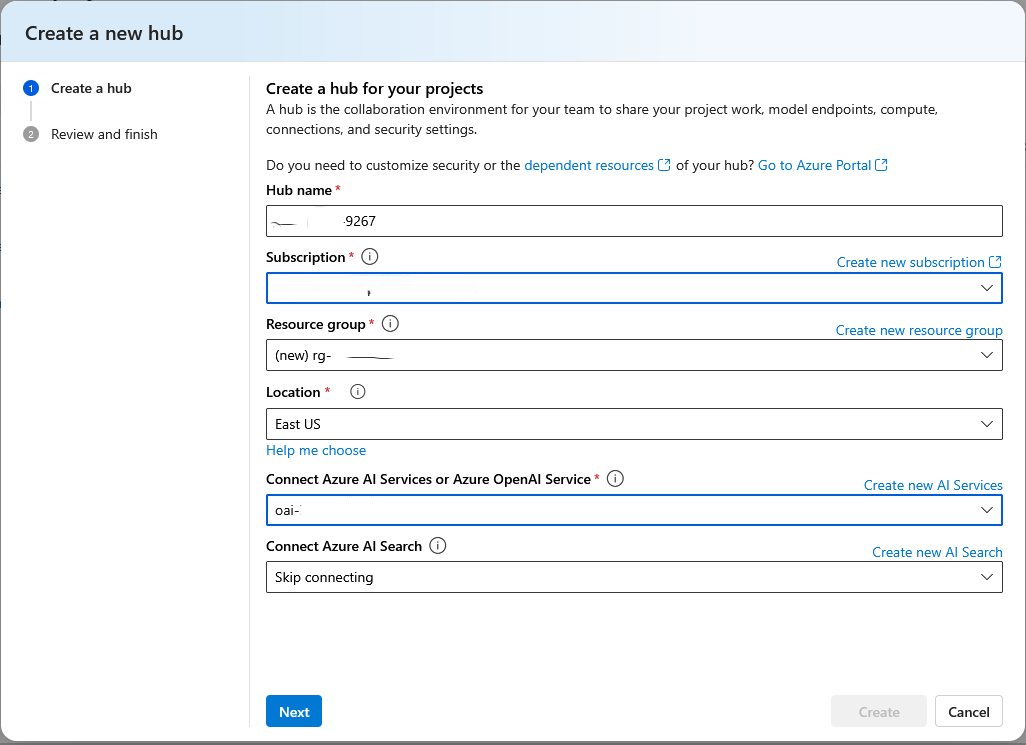 Create a new hub
1 Create a hub
2 Review and finish
Create a hub for your projects
A hub is the collaboration environment for your team to share your project work, model endpoints, compute,
connections, and security settings.
Do you need to customize security or the dependent resources of your hub? Go to Azure Portal
Hub name *
-9267
Subscription *
Create new subscription
Resource group *
Create new resource group
(new) rg-
Location *
East US
Help me choose
Connect Azure AI Services or Azure OpenAI Service *
Create new AI Services
oai-
Connect Azure AI Search
Create new AI Search
Skip connecting
Next
Create
Cancel